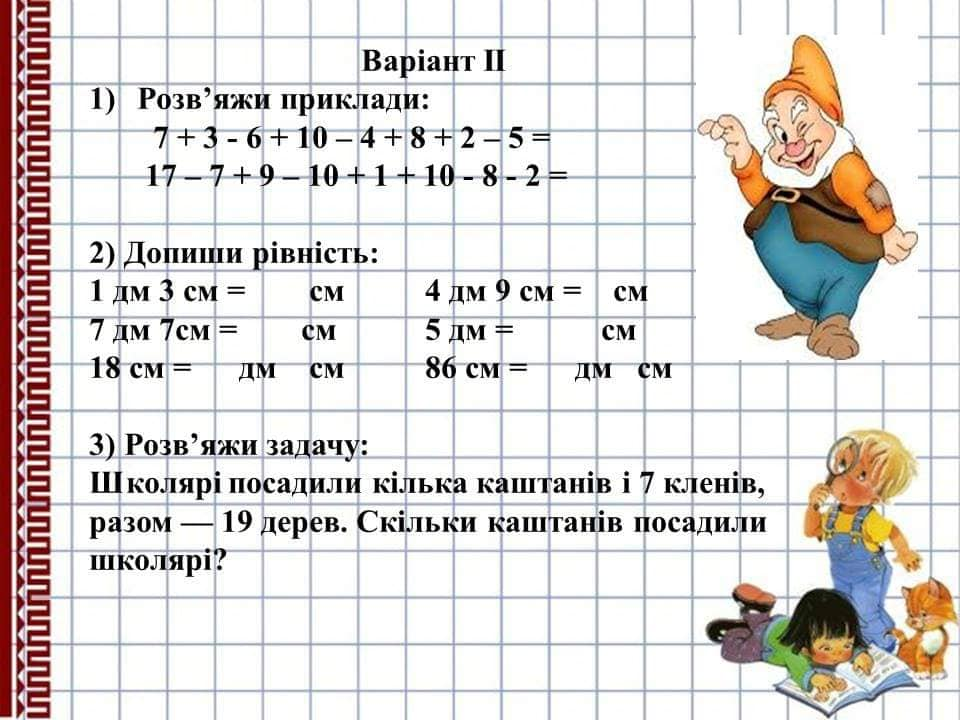 Варіант ІІ
1) Розв’яжи приклади:
7 + 3 - 6 + 10 – 4 + 8 + 2 – 5 =
17 – 7 + 9 – 10 + 1 + 10 - 8 - 2 =
2) Допиши рівність:
1 дм 3 см = см 4 дм 9 см = см
7 дм 7см = см 5 дм = см
18 см = дм см 86 см = дм см
3) Розв’яжи задачу:
Школярі посадили кілька каштанів і 7 кленів,
разом — 19 дерев. Скільки каштанів посадили
школярі?